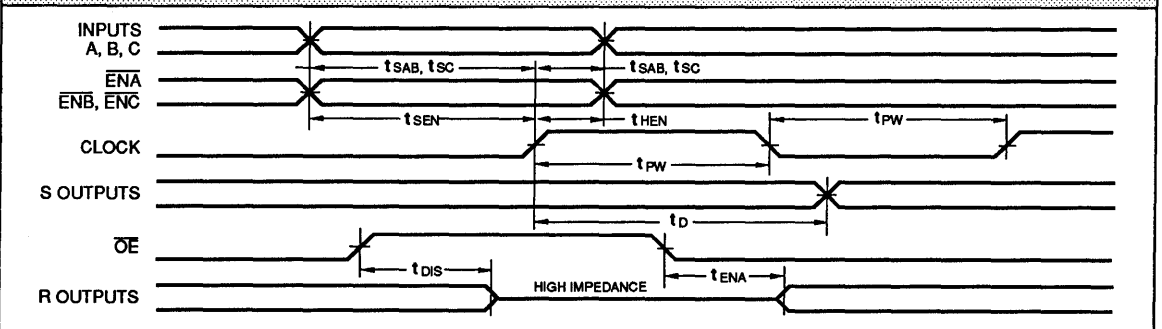 INPUTS
A, B, C
tSAB, tSC
tSAB, tSC
ENA
ENB, ENC
tSEN
tHEN
tPW
CLOCK
tPW
S OUTPUTS
tD
OE
tDIS
tENA
R OUTPUTS
HIGH IMPEDANCE